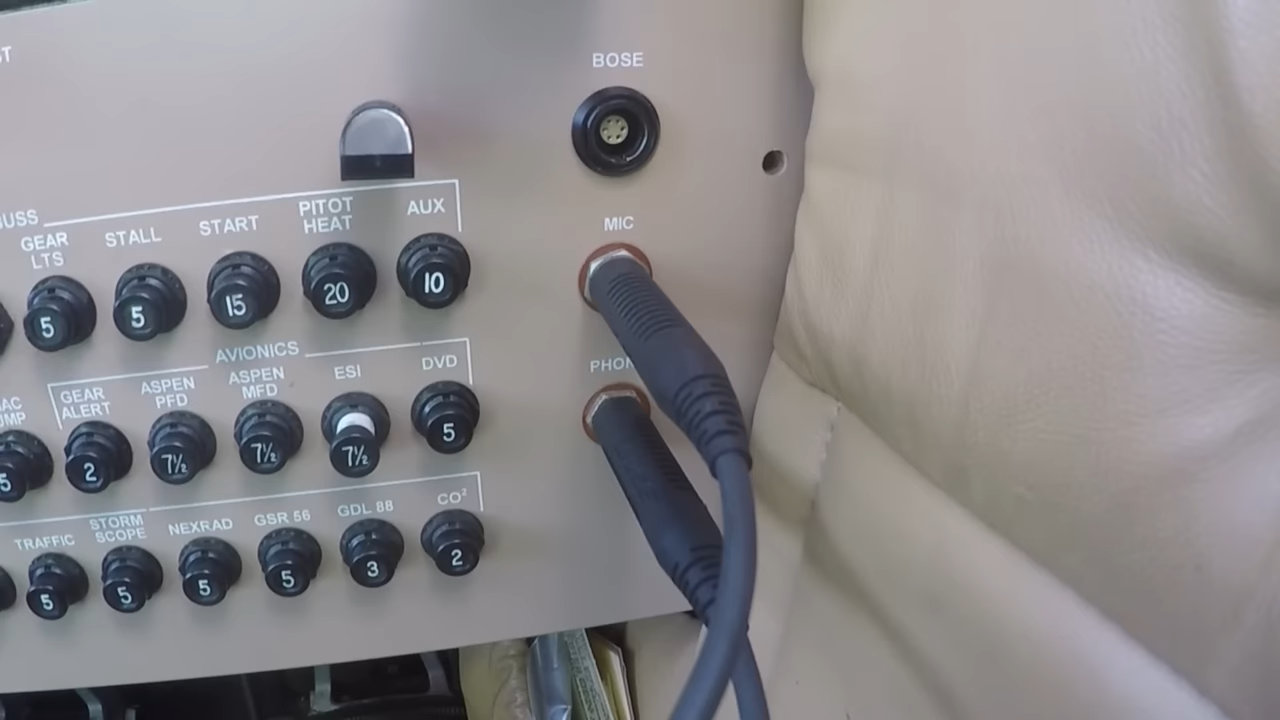 BOSE
MIC
PITOT HEAT
AUX
START
STALL
GEAR LTS
5
5
15
20
10
AVIONICS
GEAR ALERT
ASPEN PFD
ASPEN MFD
ESI
DVD
5
2
7½
7½
7½
5
TRAFFIC
STORM SCOPE
NEXRAD
GSR 56
GDL 88
CO²
5
5
5
5
3
2